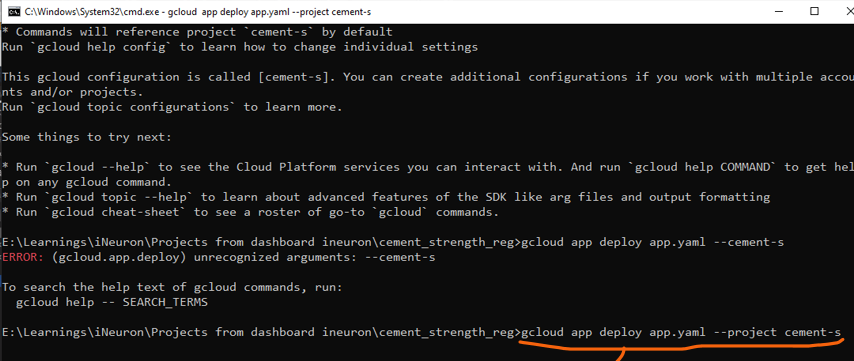 C:\Windows\System32\cmd.exe - gcloud  app deploy app.yaml --project cement-s
* Commands will reference project `cement-s` by default
Run `gcloud help config` to learn how to change individual settings
This gcloud configuration is called [cement-s]. You can create additional configurations if you work with multiple accou
nts and/or projects.
Run `gcloud topic configurations` to learn more.
Some things to try next:
* Run `gcloud --help` to see the Cloud Platform services you can interact with. And run `gcloud help COMMAND` to get hel
p on any gcloud command.
* Run `gcloud topic --help` to learn about advanced features of the SDK like arg files and output formatting
* Run `gcloud cheat-sheet` to see a roster of go-to `gcloud` commands.
E:\Learnings\iNeuron\Projects from dashboard ineuron\cement_strength_reg>gcloud app deploy app.yaml --cement-s
ERROR: (gcloud.app.deploy) unrecognized arguments: --cement-s
To search the help text of gcloud commands, run:
  gcloud help -- SEARCH_TERMS
E:\Learnings\iNeuron\Projects from dashboard ineuron\cement_strength_reg>gcloud app deploy app.yaml --project cement-s